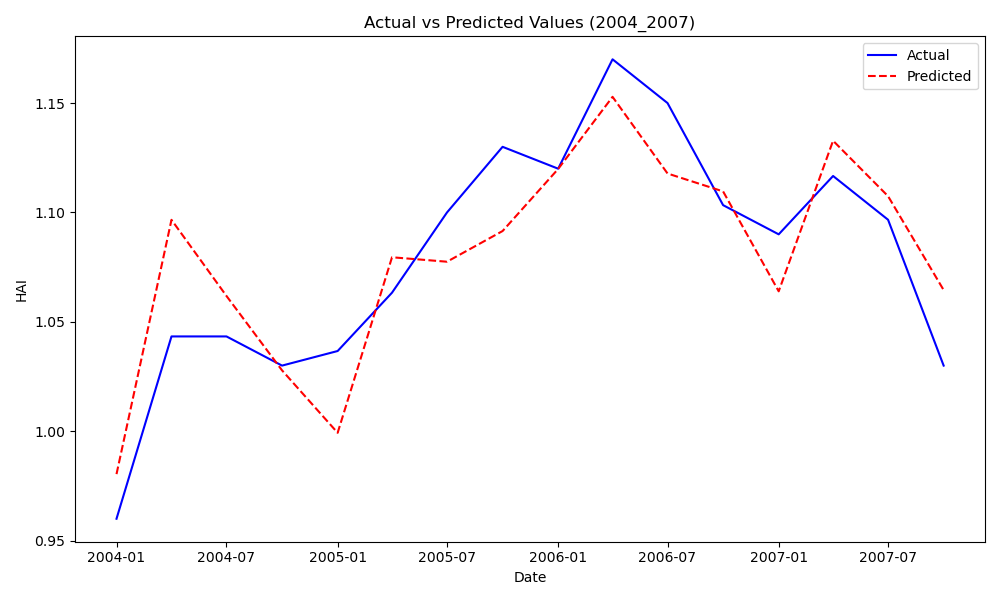 Actual vs Predicted Values (2004_2007)
Actual
Predicted
1.15
1.10
1.05
1.00
0.95
HAI
2004-01 2004-07 2005-01 2005-07 2006-01 2006-07 2007-01 2007-07
Date